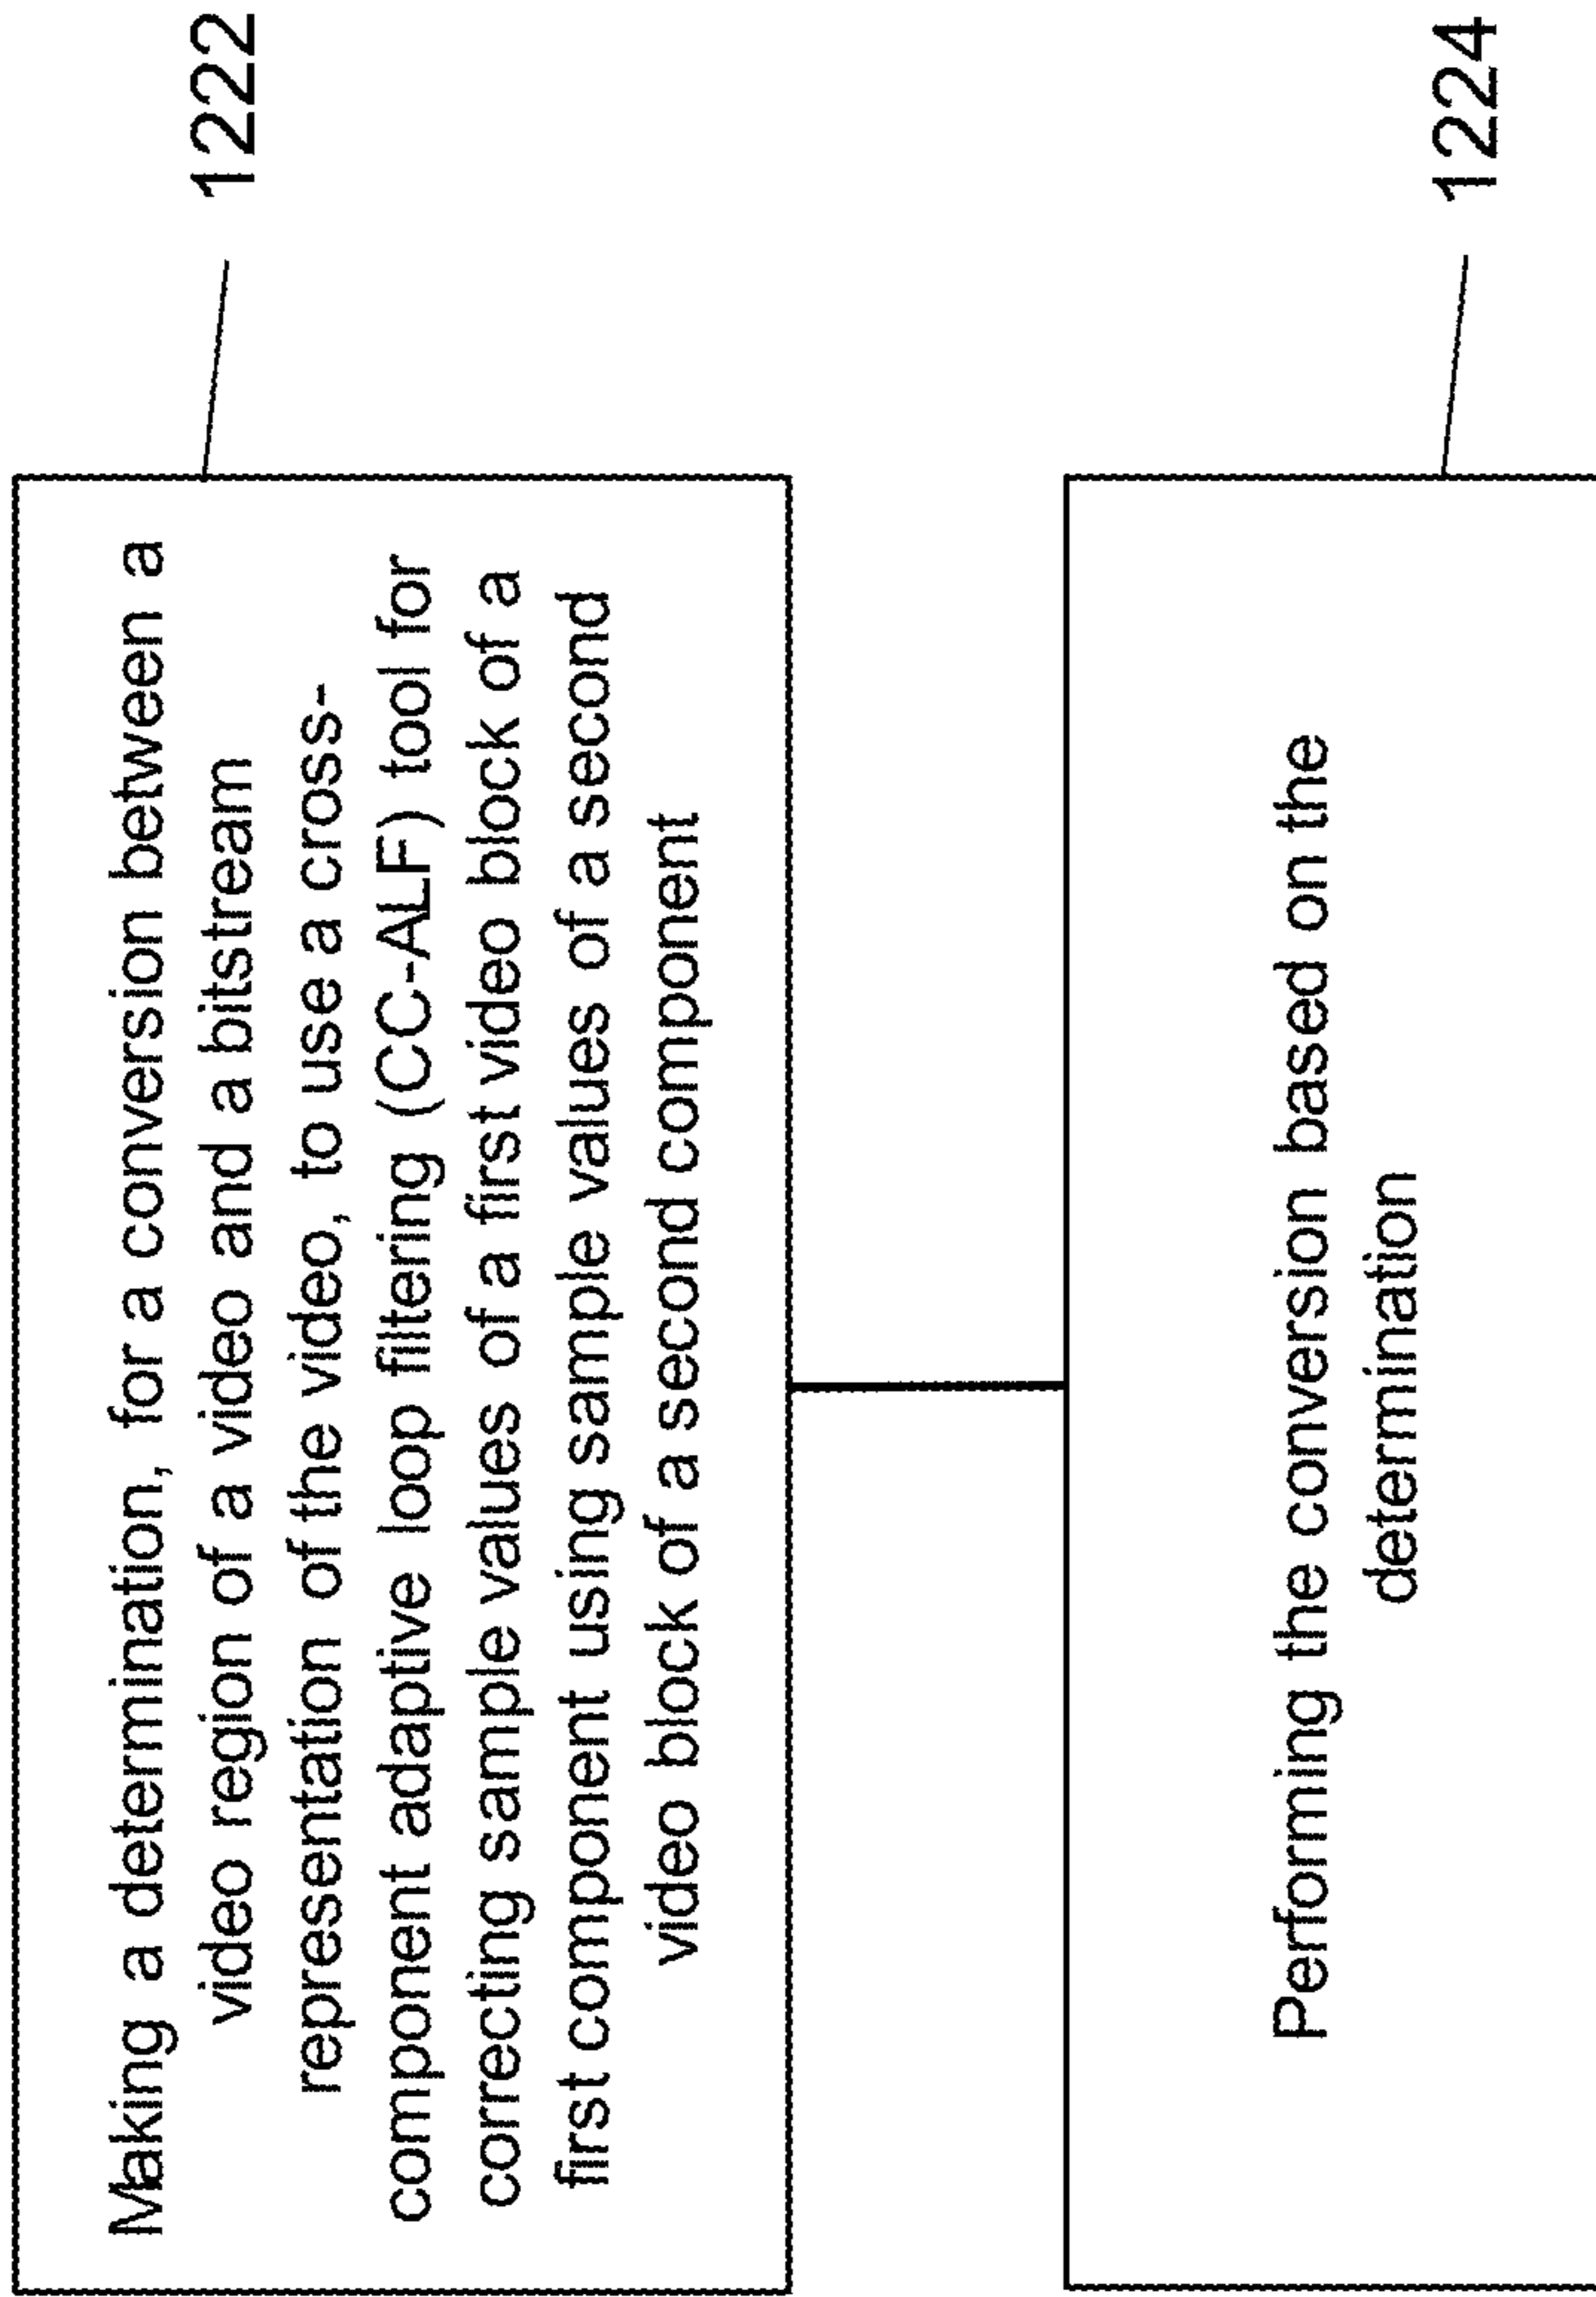 Making a determination, for a conversion between a
video region of a video and a bitstream
representation of the video, to use a cross-
component adaptive loop filtering (CC-ALF) tool for
correcting sample values of a first video block of a
first component using sample values of a second
video block of a second component
1222
Performing the conversion based on the
determination
1224